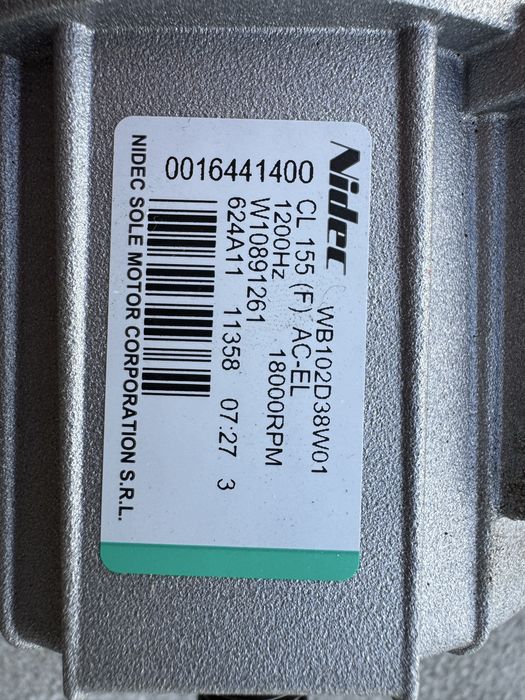 Nidec WB102D38W01
CL 155 (F) AC-EL
1200Hz 18000RPM
W10891261
624A11 11358 07:27 3
0016441400
NIDEC SOLE MOTOR CORPORATION S.R.L.